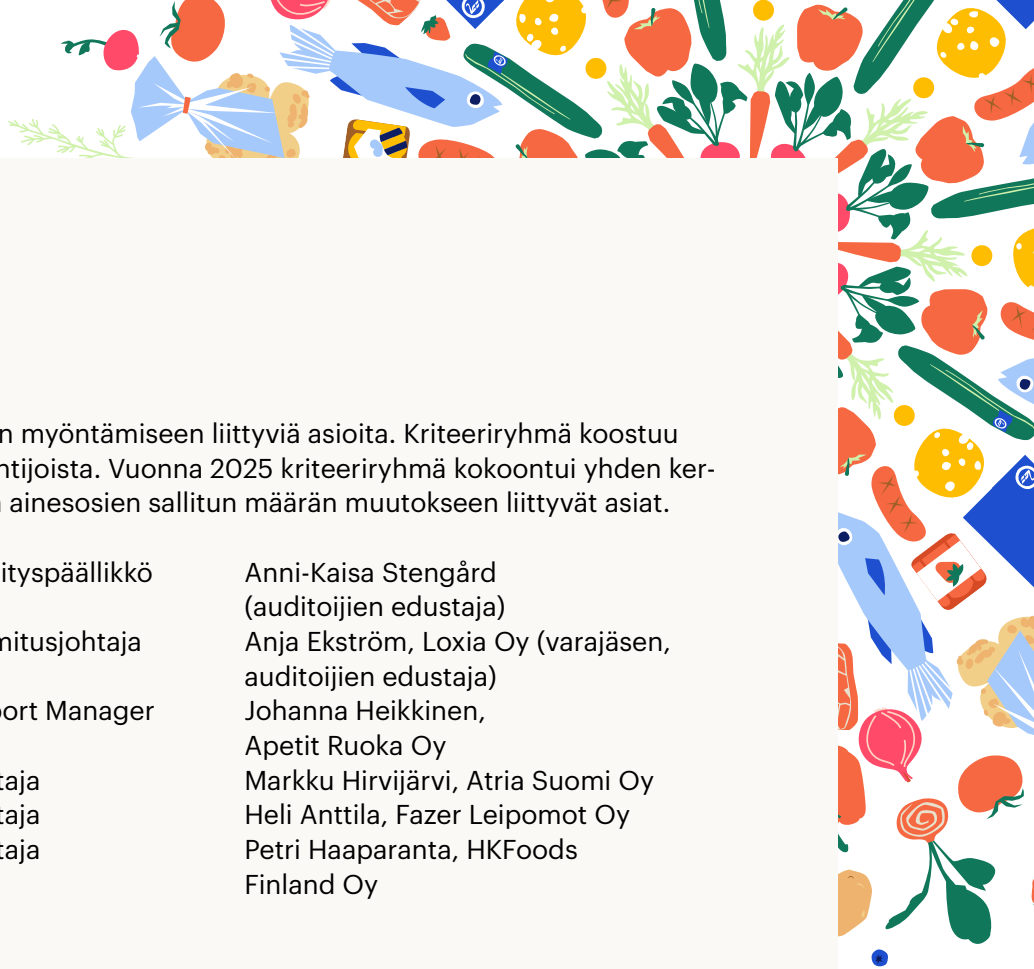 n myöntämiseen liittyviä asioita. Kriteeriryhmä koostuu
ntijoista. Vuonna 2025 kriteeriryhmä kokoontui yhden ker-
ainesosien sallitun määrän muutokseen liittyvät asiat.
ityspäällikkö
mitusjohtaja
port Manager
taja
taja
taja
Anni-Kaisa Stengård
(auditoijien edustaja)
Anja Ekström, Loxia Oy (varajäsen,
auditoijien edustaja)
Johanna Heikkinen,
Apetit Ruoka Oy
Markku Hirvijärvi, Atria Suomi Oy
Heli Anttila, Fazer Leipomot Oy
Petri Haaparanta, HKFoods
Finland Oy